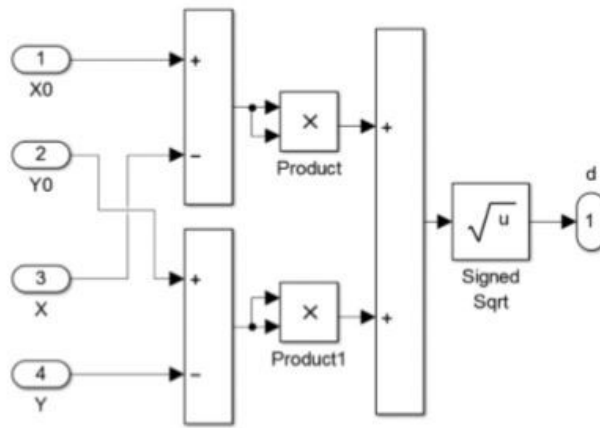 1
X0
+
−
2
Y0
×
Product
+
d
1
√u
Signed
Sqrt
3
X
+
−
4
Y
×
Product1
+